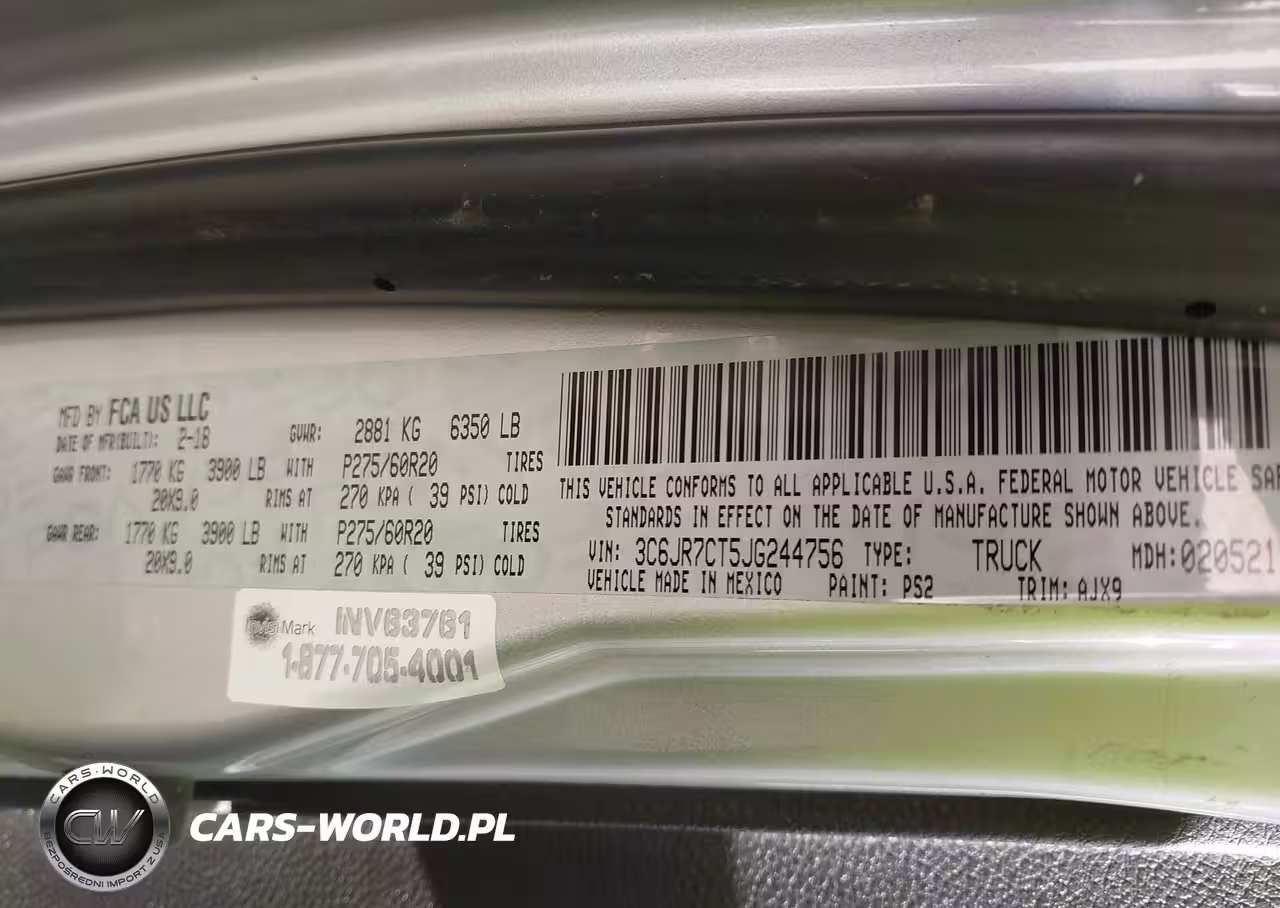 MFD BY FCA US LLC
DATE OF MFR(BUILT): 2-18 GVWR: 2881 KG 6350 LB
GAWR FRONT: 1770 KG 3900 LB WITH P275/60R20 TIRES
20X9.0 RIMS AT 270 KPA ( 39 PSI) COLD
GAWR REAR: 1770 KG 3900 LB WITH P275/60R20 TIRES
20X9.0 RIMS AT 270 KPA ( 39 PSI) COLD
THIS VEHICLE CONFORMS TO ALL APPLICABLE U.S.A. FEDERAL MOTOR VEHICLE SAF
STANDARDS IN EFFECT ON THE DATE OF MANUFACTURE SHOWN ABOVE.
VIN: 3C6JR7CT5JG244756 TYPE: TRUCK MDH:020521
VEHICLE MADE IN MEXICO PAINT: PS2 TRIM: AJX9
Mark
1-877-705-4001
CARS-WORLD
CW
BEZPOŚREDNI IMPORT Z USA
CARS-WORLD.PL